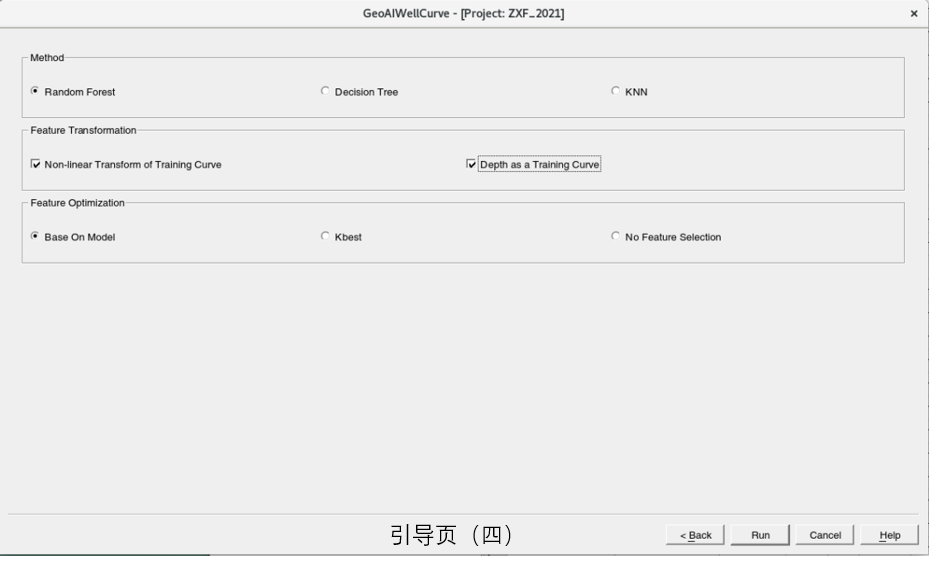 GeoAIWellCurve - [Project: ZXF_2021]
×
Method
Random Forest
Decision Tree
KNN
Feature Transformation
Non-linear Transform of Training Curve
Depth as a Training Curve
Feature Optimization
Base On Model
Kbest
No Feature Selection
引导页（四）
< Back
Run
Cancel
Help